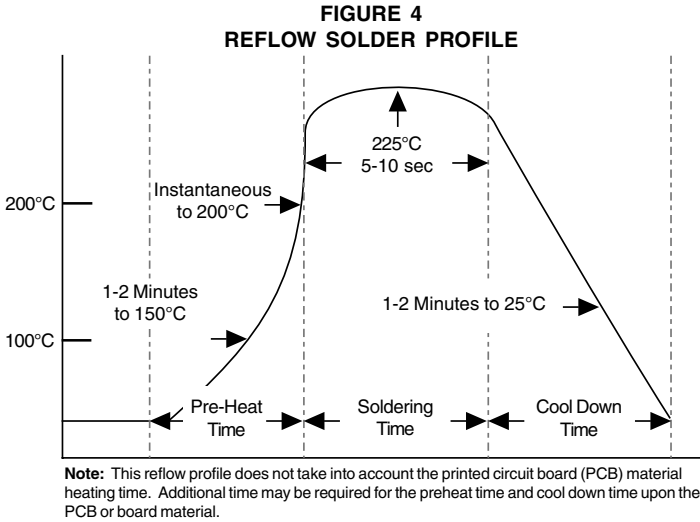 FIGURE 4
REFLOW SOLDER PROFILE
225°C
5-10 sec
Instantaneous
to 200°C
200°C
1-2 Minutes
to 150°C
1-2 Minutes to 25°C
100°C
Pre-Heat
Time
Soldering
Time
Cool Down
Time
Note: This reflow profile does not take into account the printed circuit board (PCB) material
heating time. Additional time may be required for the preheat time and cool down time upon the
PCB or board material.